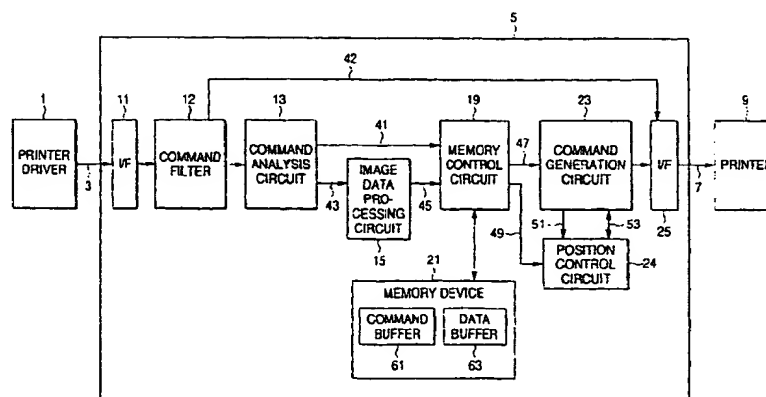 5
42
1
11
12
13
19
23
9
PRINTER
DRIVER
3
I/F
COMMAND
FILTER
COMMAND
ANALYSIS
CIRCUIT
41
43
IMAGE
DATA
PRO-
CESSING
CIRCUIT
15
45
MEMORY
CONTROL
CIRCUIT
47
49
COMMAND
GENERATION
CIRCUIT
I/F
25
7
PRINTER
51
53
POSITION
CONTROL
CIRCUIT
24
21
MEMORY DEVICE
COMMAND
BUFFER
61
DATA
BUFFER
63